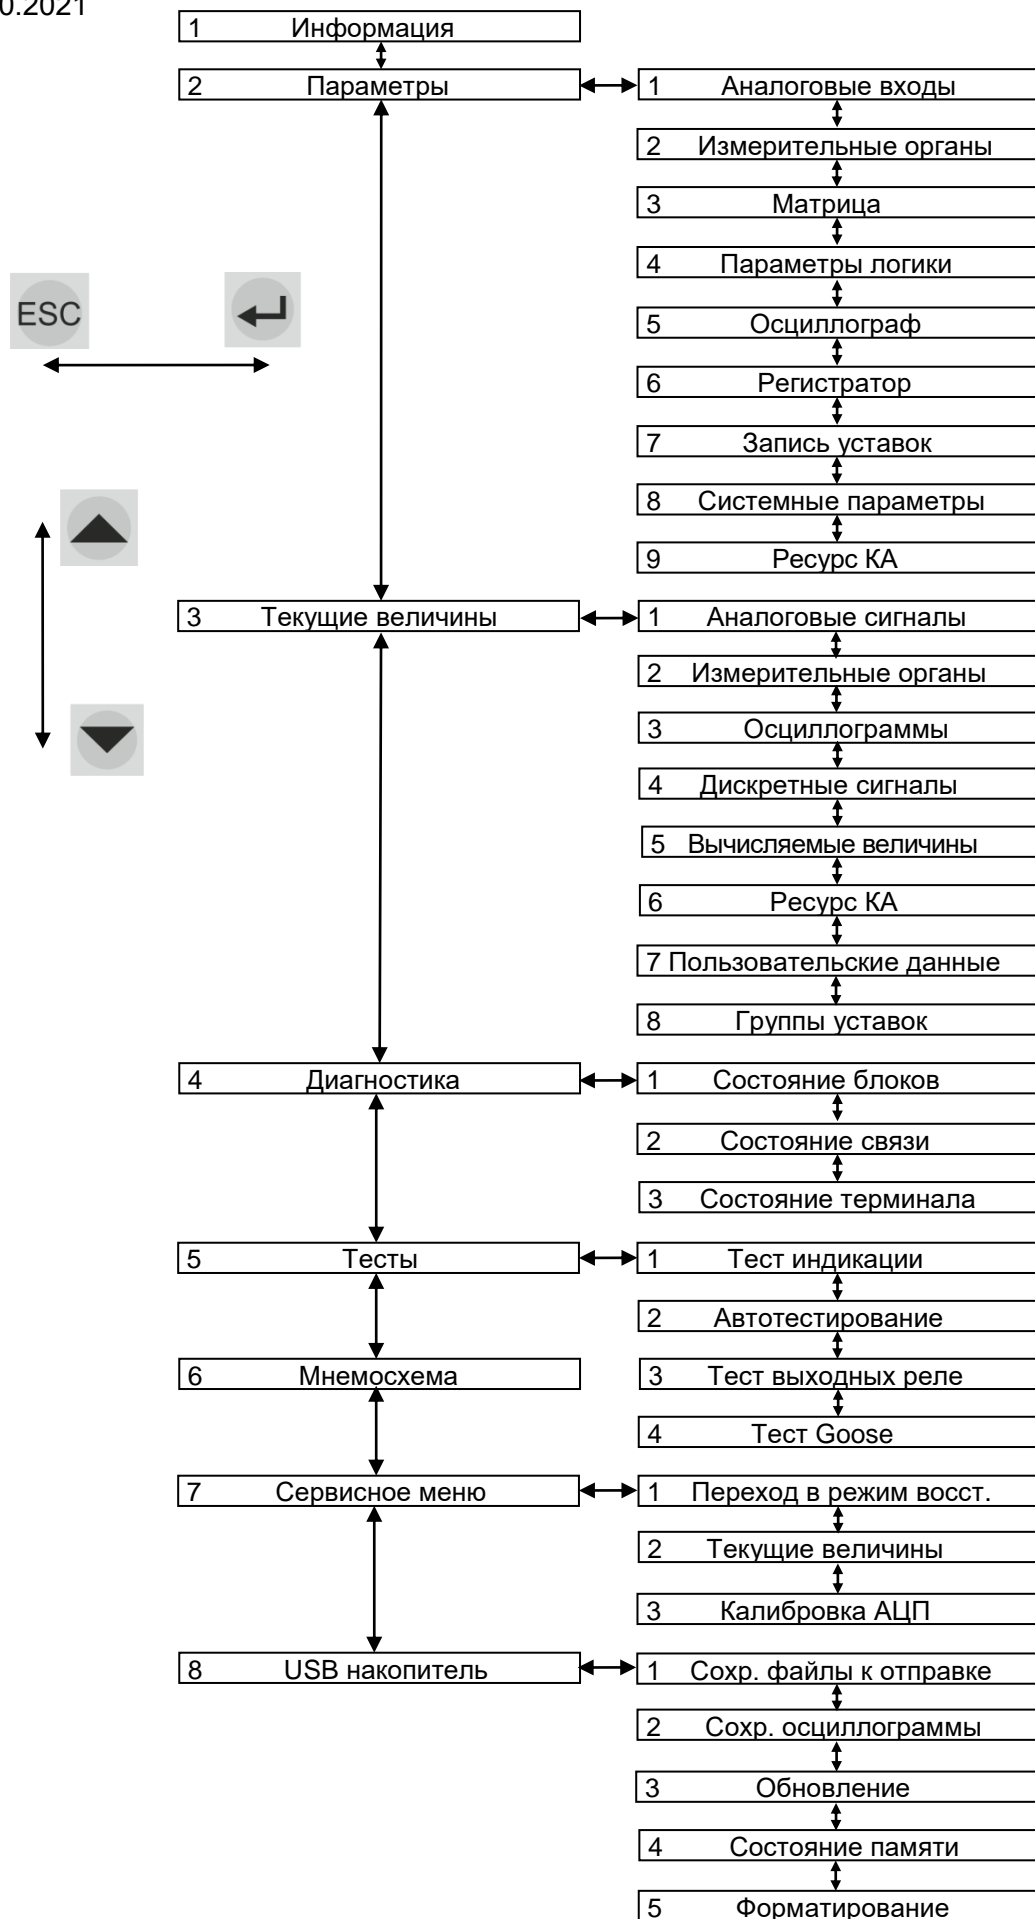 0.2021
1 Информация
2 Параметры
1 Аналоговые входы
2 Измерительные органы
3 Матрица
4 Параметры логики
ESC
5 Осциллограф
6 Регистратор
7 Запись уставок
8 Системные параметры
9 Ресурс КА
3 Текущие величины
1 Аналоговые сигналы
2 Измерительные органы
3 Осциллограммы
4 Дискретные сигналы
5 Вычисляемые величины
6 Ресурс КА
7 Пользовательские данные
8 Группы уставок
4 Диагностика
1 Состояние блоков
2 Состояние связи
3 Состояние терминала
5 Тесты
1 Тест индикации
2 Автотестирование
6 Мнемосхема
3 Тест выходных реле
4 Тест Goose
7 Сервисное меню
1 Переход в режим восст.
2 Текущие величины
3 Калибровка АЦП
8 USB накопитель
1 Сохр. файлы к отправке
2 Сохр. осциллограммы
3 Обновление
4 Состояние памяти
5 Форматирование